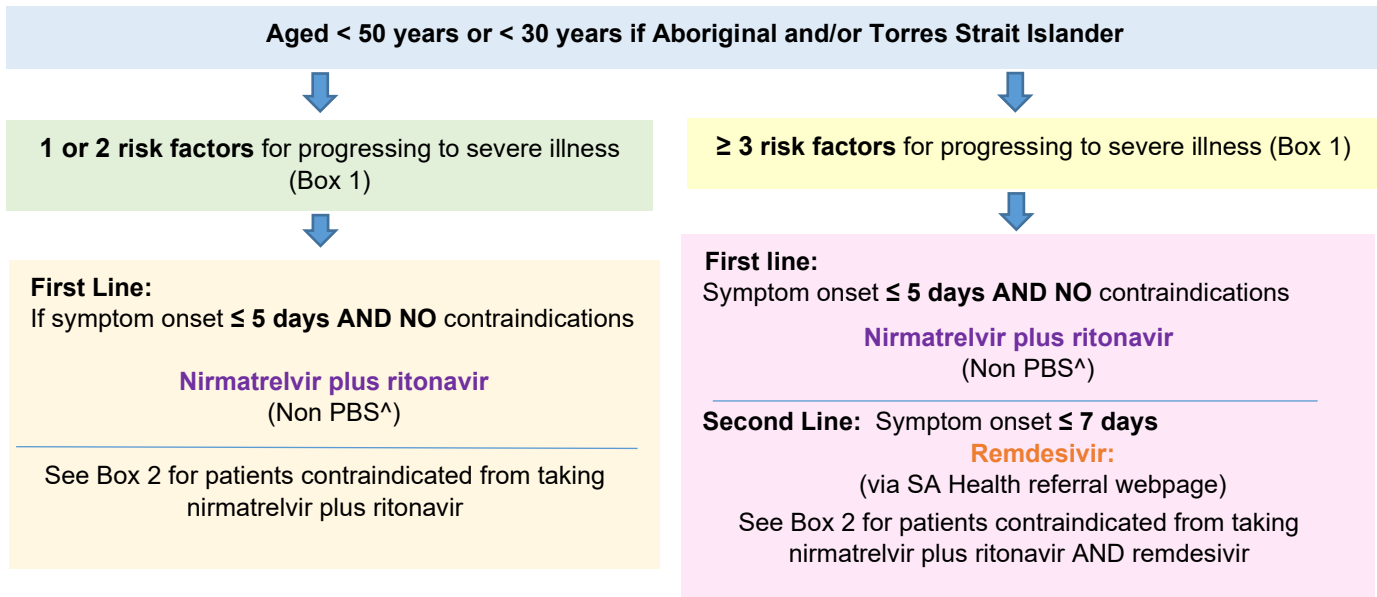 Aged < 50 years or < 30 years if Aboriginal and/or Torres Strait Islander
1 or 2 risk factors for progressing to severe illness
(Box 1)
First Line:
If symptom onset ≤ 5 days AND NO contraindications
Nirmatrelvir plus ritonavir
(Non PBS^)
See Box 2 for patients contraindicated from taking
nirmatrelvir plus ritonavir
≥ 3 risk factors for progressing to severe illness (Box 1)
First line:
Symptom onset ≤ 5 days AND NO contraindications
Nirmatrelvir plus ritonavir
(Non PBS^)
Second Line: Symptom onset ≤ 7 days
Remdesivir:
(via SA Health referral webpage)
See Box 2 for patients contraindicated from taking
nirmatrelvir plus ritonavir AND remdesivir